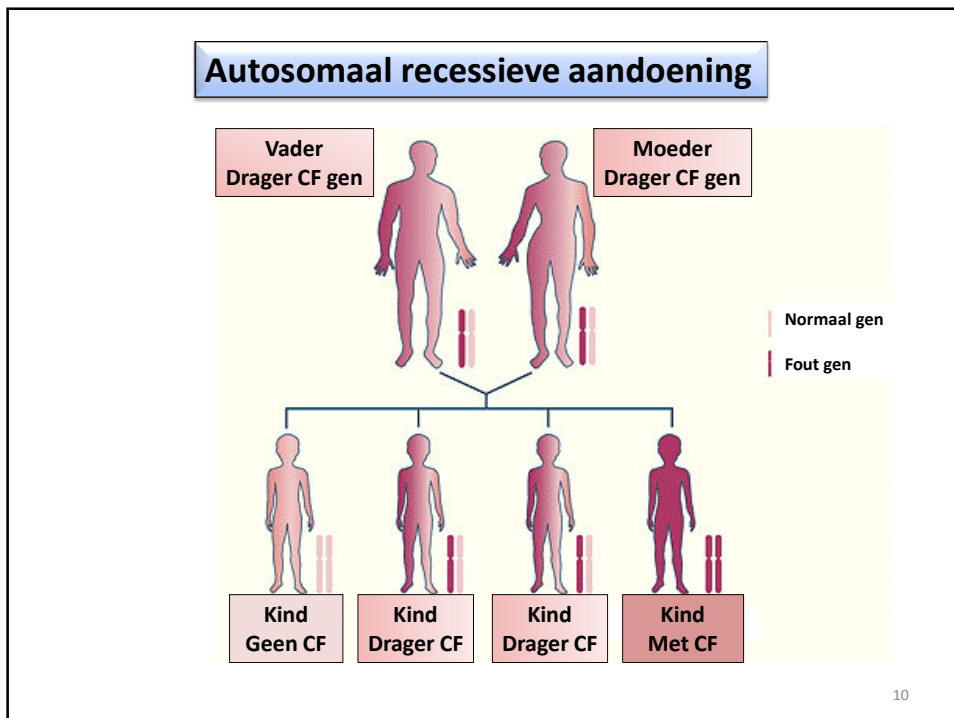 Autosomaal recessieve aandoening
Vader
Drager CF gen
Moeder
Drager CF gen
Normaal gen
Fout gen
Kind
Geen CF
Kind
Drager CF
Kind
Drager CF
Kind
Met CF
10